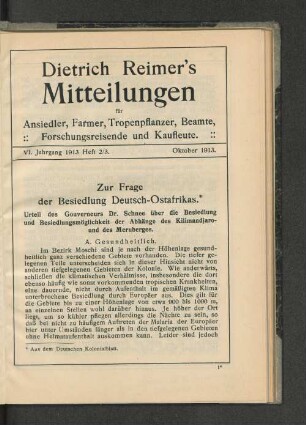 Dietrich Reimer's
Mitteilungen
für
Ansiedler, Farmer, Tropenpflanzer, Beamte,
:: Forschungsreisende und Kaufleute. ::
VI. Jahrgang 1913 Heft 2/3. Oktober 1913.
Zur Frage
der Besiedlung Deutsch-Ostafrikas.*
Urteil des Gouverneurs Dr. Schnee über die Besiedlung
und Besiedlungsmöglichkeit der Abhänge des Kilimandjaro
und des Meruberges.
A. Gesundheitlich.
Im Bezirk Moschi sind je nach der Höhenlage gesund-
heitlich ganz verschiedene Gebiete vorhanden. Die tiefer ge-
legenen Teile unterscheiden sich in dieser Hinsicht nicht von
anderen tiefgelegenen Gebieten der Kolonie. Wie anderwärts,
schließen die klimatischen Verhältnisse, insbesondere die dort
ebenso häufig wie sonst vorkommenden tropischen Krankheiten,
eine dauernde, nicht durch Aufenthalt im gemäßigten Klima
unterbrochene Besiedlung durch Europäer aus. Dies gilt für
die Gebiete bis zu einer Höhenlage von etwa 900 bis 1000 m,
an einzelnen Stellen wohl darüber hinaus. Je höher der Ort
liegt, um so kühler pflegen allerdings die Nächte zu sein, so
daß bei nicht zu häufigem Auftreten der Malaria der Europäer
hier unter Umständen länger als in den tiefgelegenen Gebieten
ohne Heimatsaufenthalt auskommen kann. Leider sind jedoch
* Aus dem Deutschen Kolonialblatt.
1*